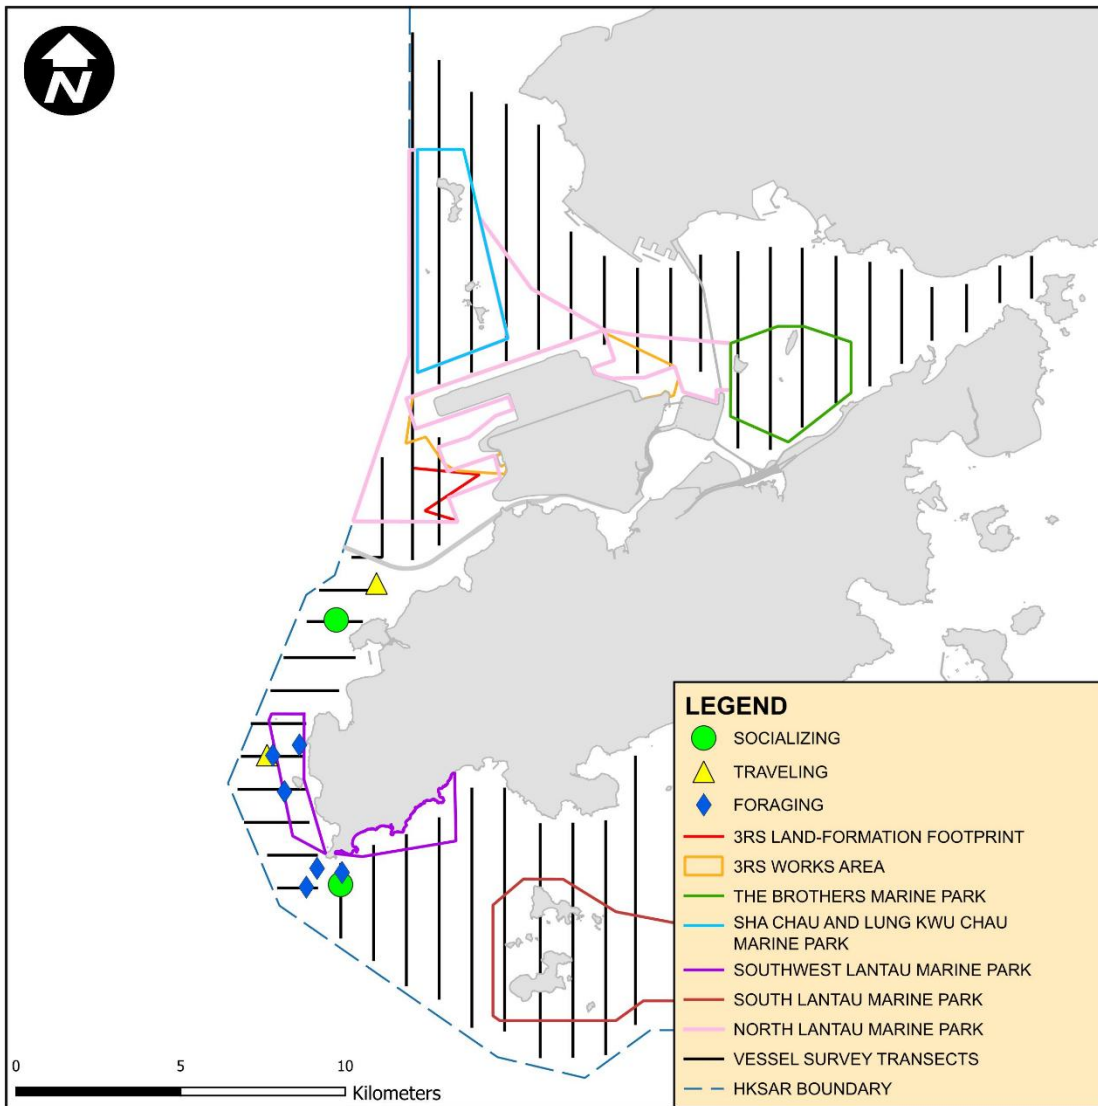 N
LEGEND
SOCIALIZING
TRAVELING
FORAGING
3RS LAND-FORMATION FOOTPRINT
3RS WORKS AREA
THE BROTHERS MARINE PARK
SHA CHAU AND LUNG KWU CHAU
MARINE PARK
SOUTHWEST LANTAU MARINE PARK
SOUTH LANTAU MARINE PARK
NORTH LANTAU MARINE PARK
VESSEL SURVEY TRANSECTS
HKSAR BOUNDARY
0 5 10
Kilometers